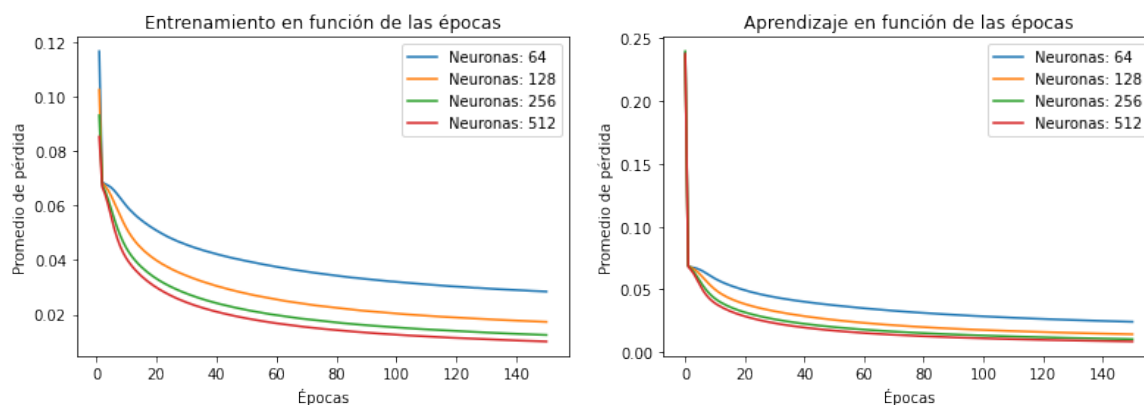 Entrenamiento en función de las épocas
0.12
0.10
0.08
0.06
0.04
0.02
Promedio de pérdida
Neuronas: 64
Neuronas: 128
Neuronas: 256
Neuronas: 512
0 20 40 60 80 100 120 140
Épocas
Aprendizaje en función de las épocas
0.25
0.20
0.15
0.10
0.05
0.00
Promedio de pérdida
Neuronas: 64
Neuronas: 128
Neuronas: 256
Neuronas: 512
0 20 40 60 80 100 120 140
Épocas